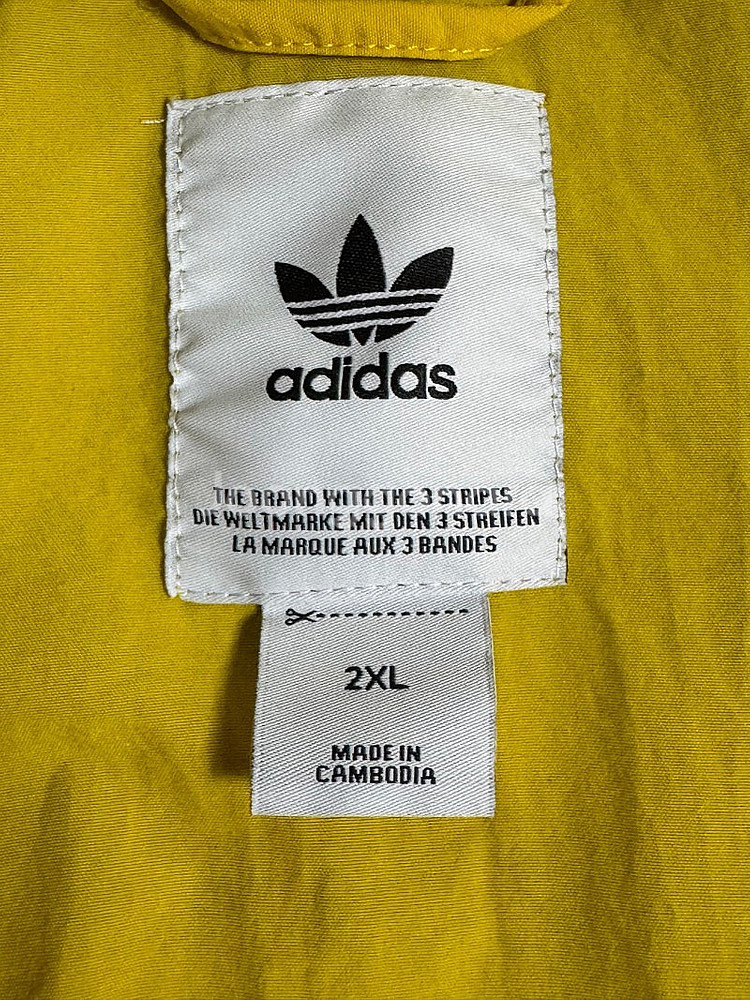 adidas
THE BRAND WITH THE 3 STRIPES
DIE WELTMARKE MIT DEN 3 STREIFEN
LA MARQUE AUX 3 BANDES
2XL
MADE IN
CAMBODIA